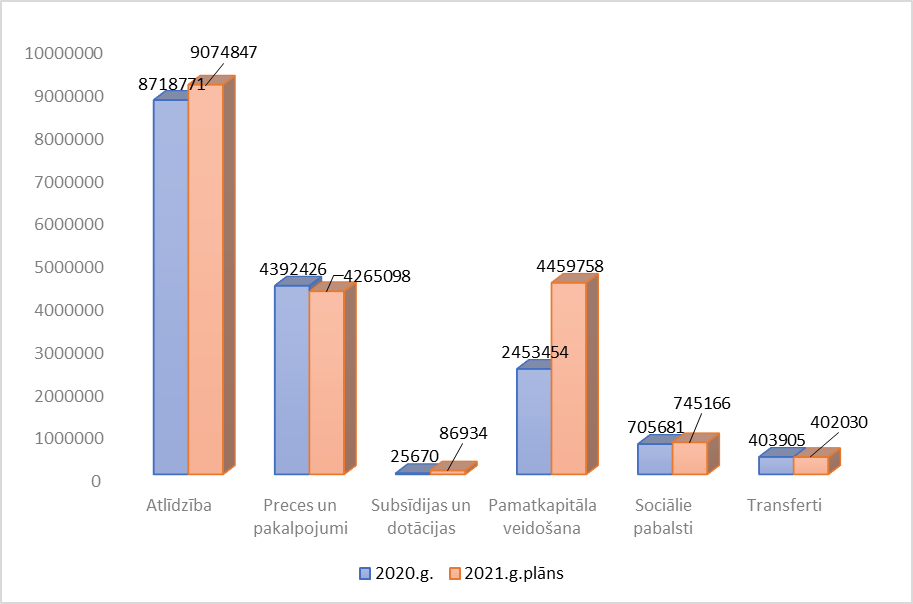 10000000
9000000
8000000
7000000
6000000
5000000
4000000
3000000
2000000
1000000
0
8718771
9074847
4392426
4265098
25670
86934
2453454
4459758
705681
745166
403905
402030
Atlīdzība
Preces un
pakalpojumi
Subsīdijas un
dotācijas
Pamatkapitāla
veidošana
Sociālie
pabalsti
Transferti
2020.g.
2021.g.plāns